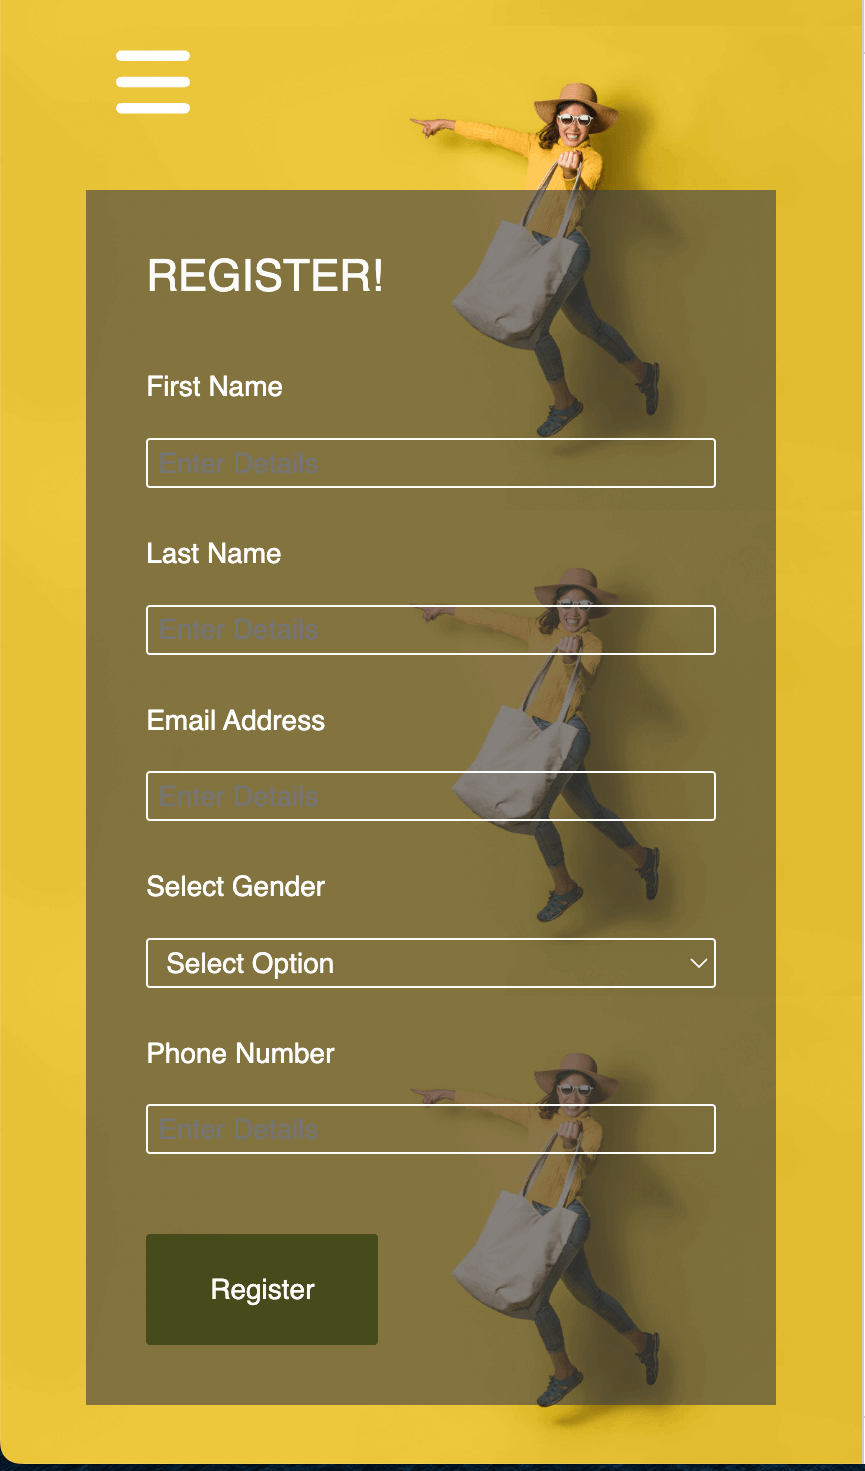 REGISTER!
First Name
Enter Details
Last Name
Enter Details
Email Address
Enter Details
Select Gender
Select Option
Phone Number
Enter Details
Register